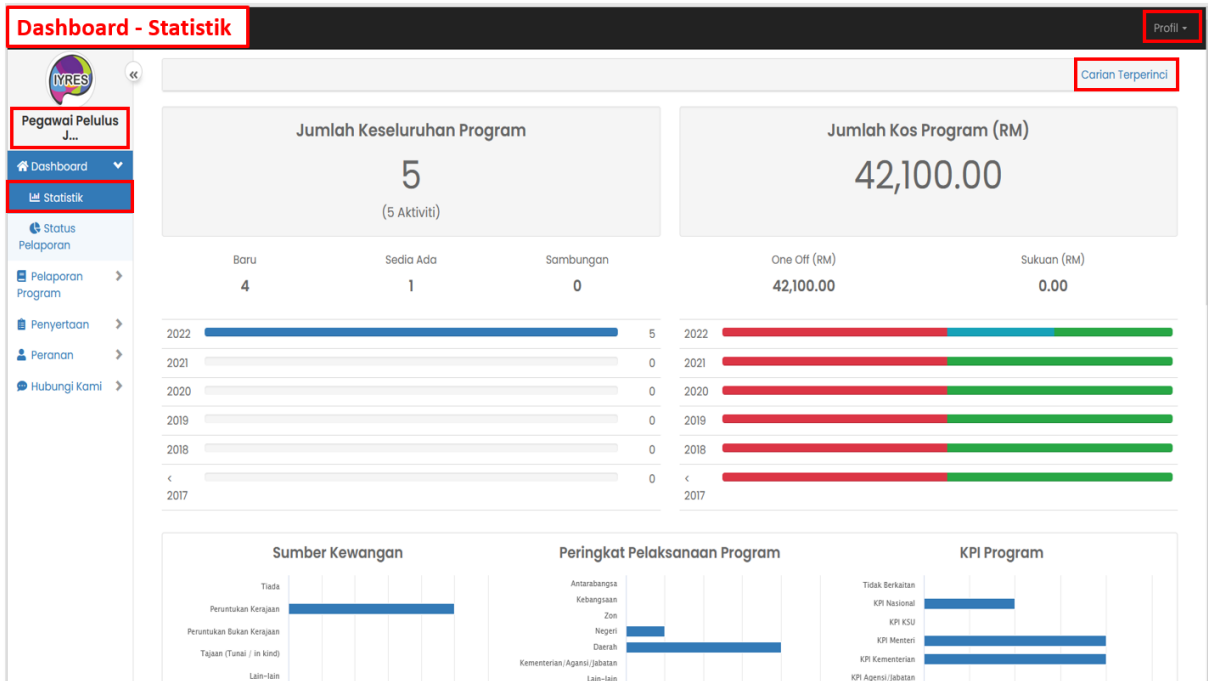 Dashboard - Statistik
Profil
IYRES
«
Carian Terperinci
Pegawai Pelulus
J...
Dashboard
Statistik
Status
Pelaporan
Pelaporan
Program
Penyertaan
Peranan
Hubungi Kami
Jumlah Keseluruhan Program
5
(5 Aktiviti)
Jumlah Kos Program (RM)
42,100.00
Baru Sedia Ada Sambungan
4 1 0
One Off (RM) Sukuan (RM)
42,100.00 0.00
2022 5
2021 0
2020 0
2019 0
2018 0
< 0
2017
2022
2021
2020
2019
2018
<
2017
Sumber Kewangan
Tiada
Peruntukan Kerajaan
Peruntukan Bukan Kerajaan
Tajaan (Tunai / in kind)
Lain-lain
Peringkat Pelaksanaan Program
Antarabangsa
Kebangsaan
Zon
Negeri
Daerah
Kementerian/Agansi/Jabatan
Lain-lain
KPI Program
Tidak Berkaitan
KPI Nasional
KPI KSU
KPI Menteri
KPI Kementerian
KPI Agensi/Jabatan